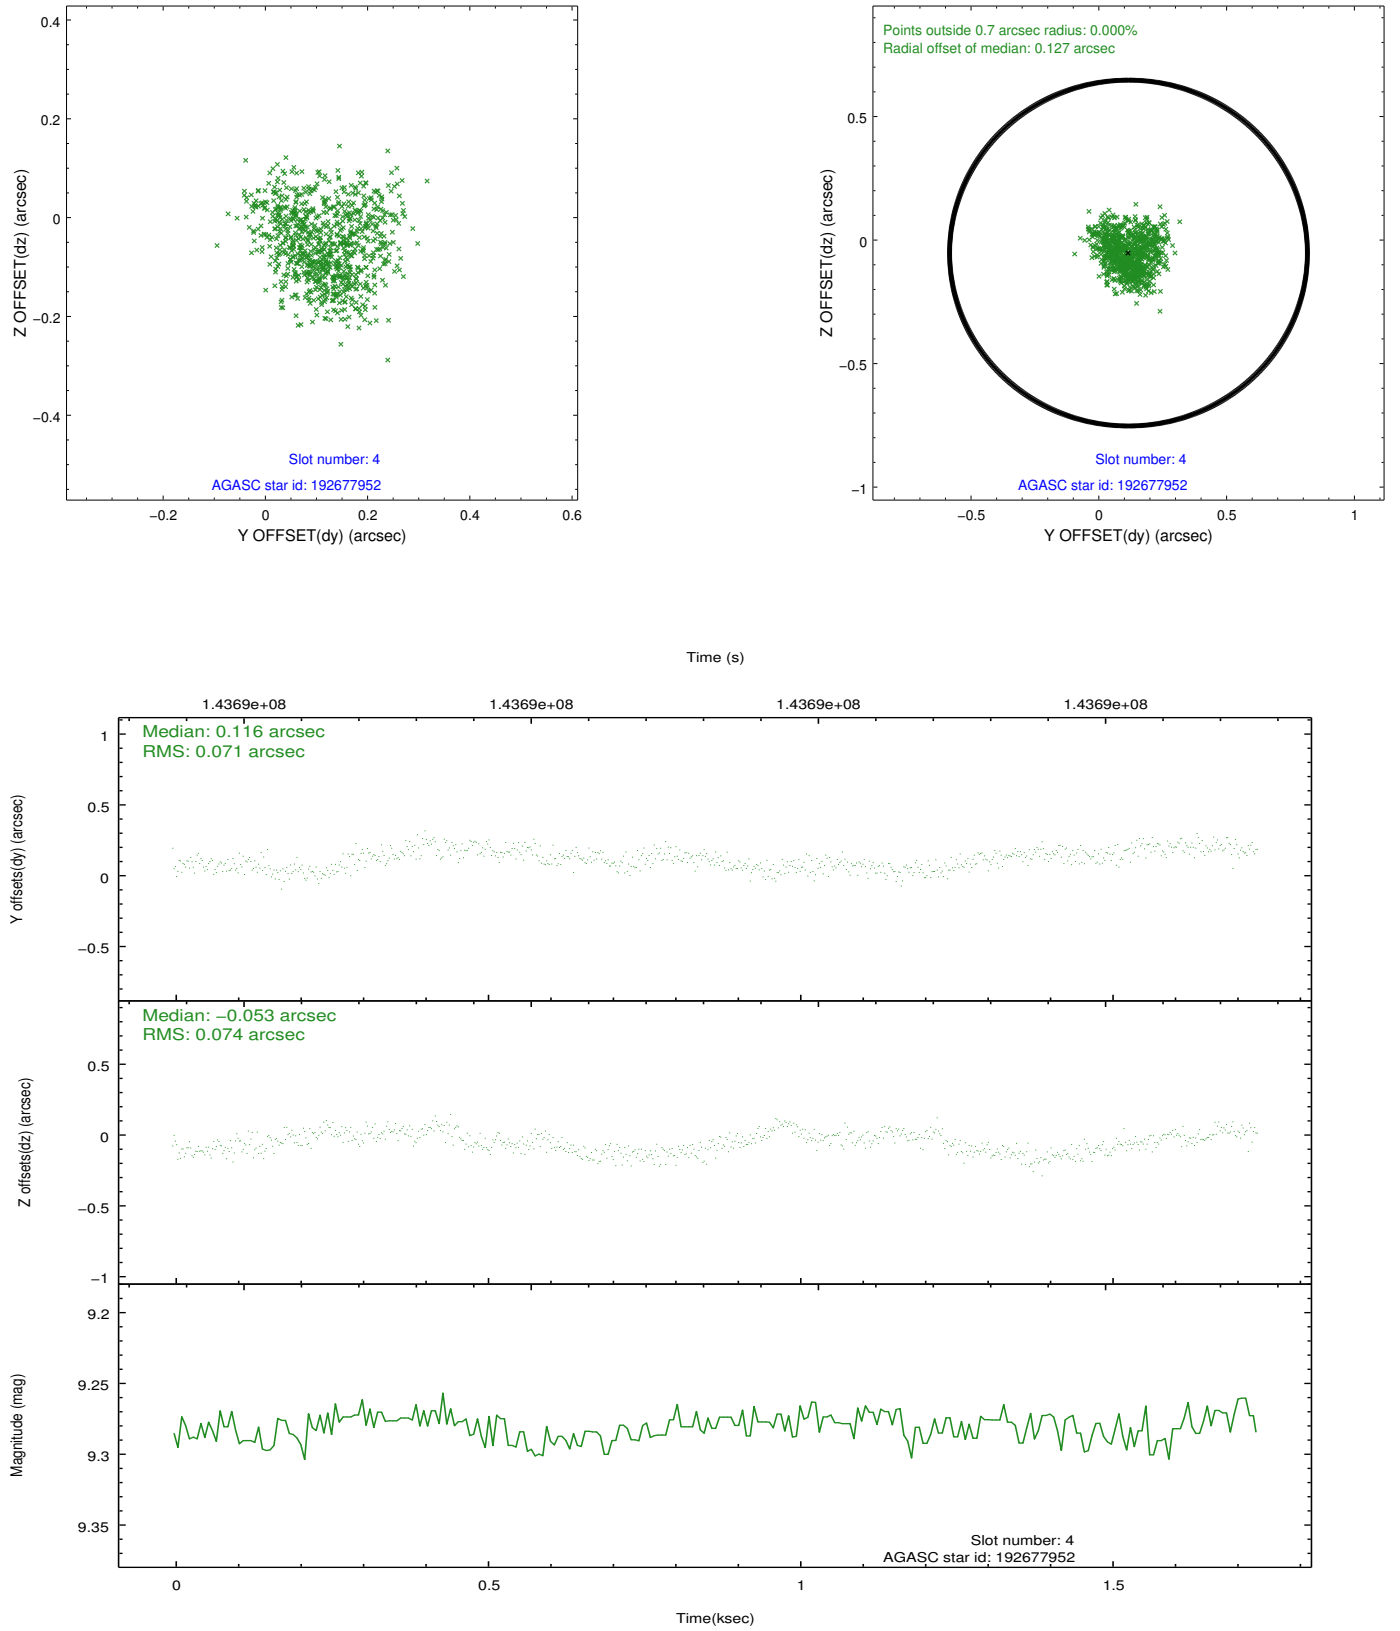 0.4
0.2
0
−0.2
−0.4
Z OFFSET(dz) (arcsec)
Slot number: 4
AGASC star id: 192677952
−0.2 0 0.2 0.4 0.6
Y OFFSET(dy) (arcsec)
Points outside 0.7 arcsec radius: 0.000%
Radial offset of median: 0.127 arcsec
0.5
0
−0.5
−1
Z OFFSET(dz) (arcsec)
Slot number: 4
AGASC star id: 192677952
−0.5 0 0.5 1
Y OFFSET(dy) (arcsec)
Time (s)
1.4369e+08 1.4369e+08 1.4369e+08 1.4369e+08
Median: 0.116 arcsec
RMS: 0.071 arcsec
1
0.5
0
−0.5
Y offsets(dy) (arcsec)
Median: −0.053 arcsec
RMS: 0.074 arcsec
0.5
0
−0.5
−1
Z offsets(dz) (arcsec)
9.2
9.25
9.3
9.35
Magnitude (mag)
Slot number: 4
AGASC star id: 192677952
0 0.5 1 1.5
Time(ksec)